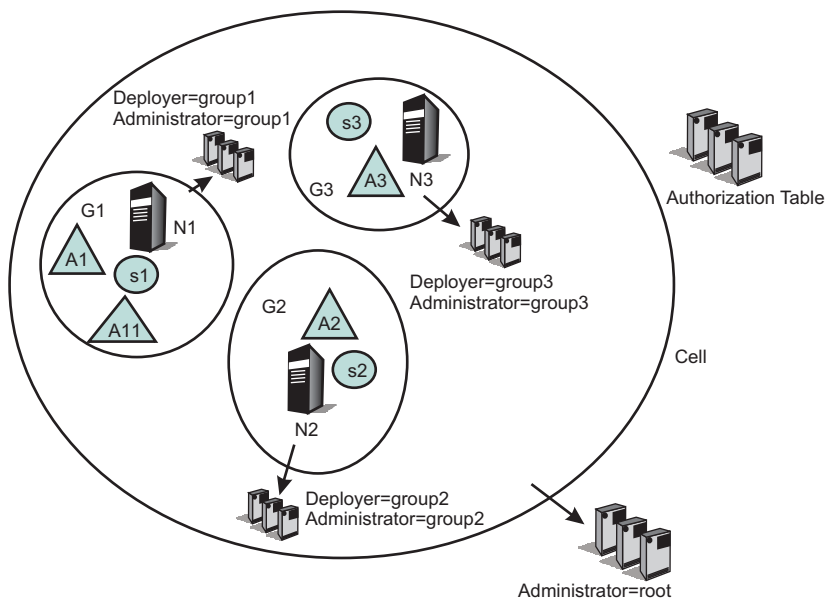 Deployer=group1
Administrator=group1
s3
G3
A3
N3
Authorization Table
G1
N1
A1
s1
A11
Deployer=group3
Administrator=group3
G2
A2
s2
N2
Cell
Deployer=group2
Administrator=group2
Administrator=root